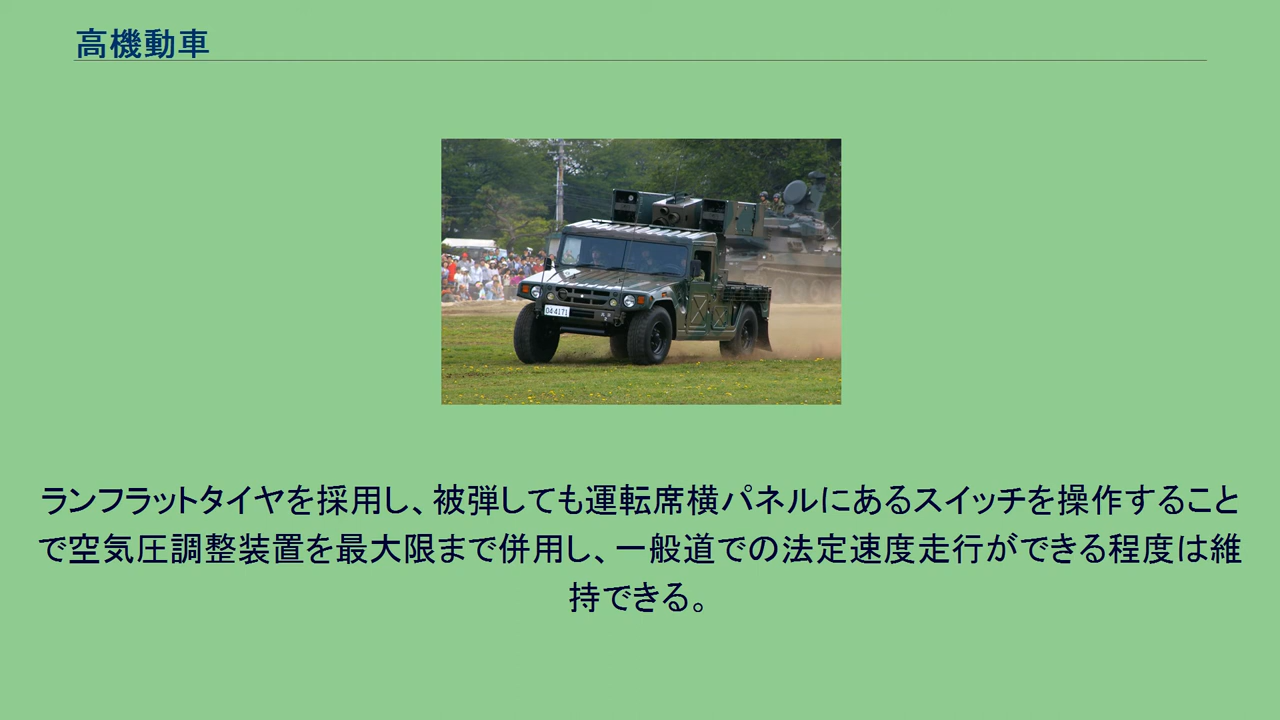 高機動車
04-4171
ランフラットタイヤを採用し、被弾しても運転席横パネルにあるスイッチを操作すること
で空気圧調整装置を最大限まで併用し、一般道での法定速度走行ができる程度は維
持できる。